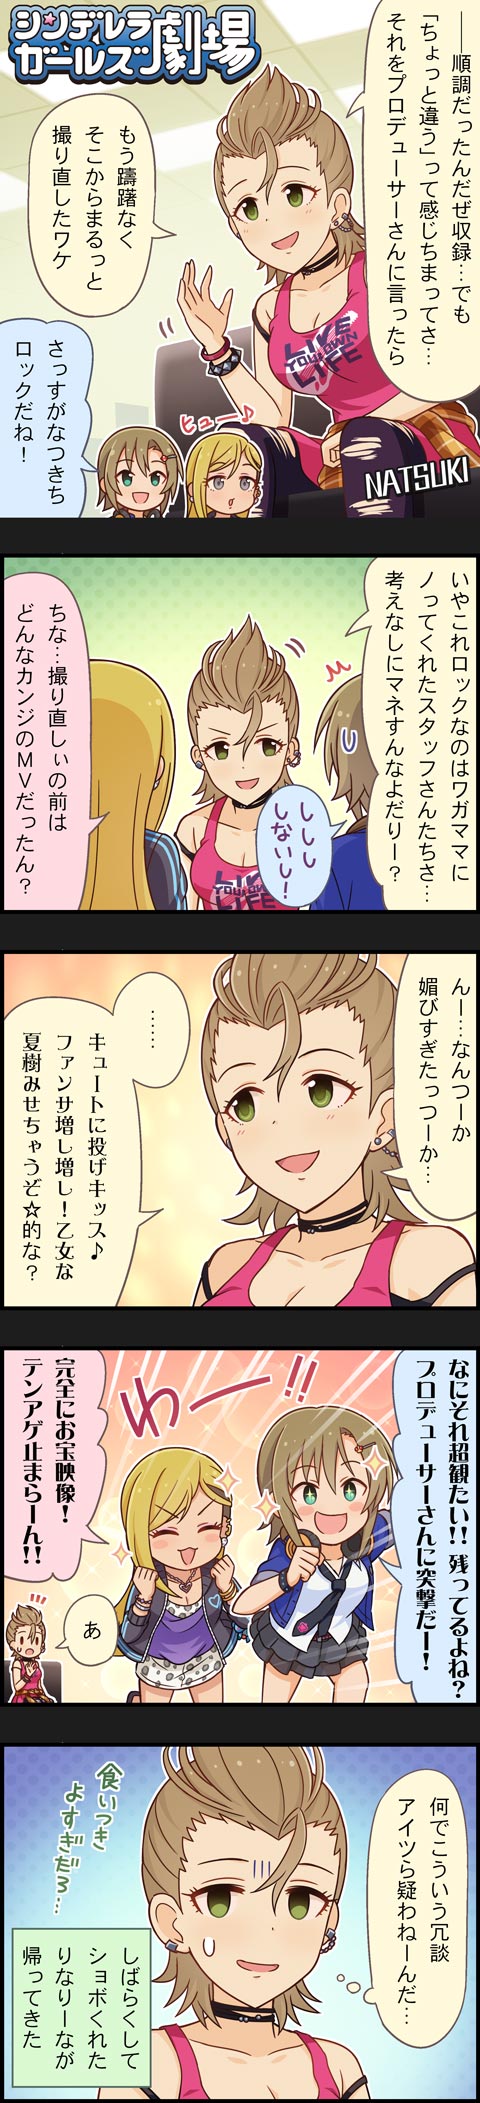 シンデレラ
ガールズ劇場
――順調だったんだぜ収録…でも
「ちょっと違う」って感じちまってさ…
それをプロデューサーさんに言ったら
もう躊躇なく
そこからまるっと
撮り直したワケ
さっすがなつきち
ロックだね！
ヒュー♪
LIVE
YOU OWN
LIFE
NATSUKI
いやこれロックなのはワガママに
ノってくれたスタッフさんたちさ…
考えなしにマネすんなよだりー？
ししし
しないし！
ちな…撮り直しぃの前は
どんなカンジのＭＶだったん？
LIVE
YOU OWN
LIFE
んー…なんつーか
媚びすぎたっつーか…
……
キュートに投げキッス♪
ファンサ増し増し！乙女な
夏樹みせちゃうぞ☆的な？
なにそれ超観たい!!残ってるよね？
プロデューサーさんに突撃だー！
わーー!!
完全にお宝映像！
テンアゲ止まらーん!!
あ
何でこういう冗談
アイツら疑わねーんだ…
食いつき
よすぎだろ…
しばらくして
ショボくれた
りなりーなが
帰ってきた